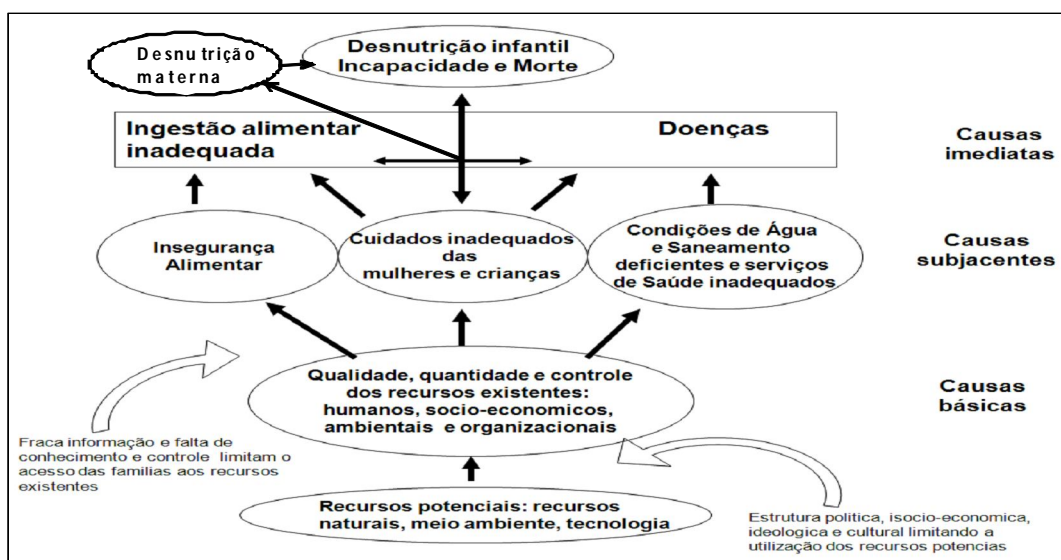 Desnutrição
materna
Desnutrição infantil
Incapacidade e Morte
Ingestão alimentar
inadequada
Doenças
Causas
imediatas
Insegurança
Alimentar
Cuidados inadequados
das
mulheres e crianças
Condições de Água
e Saneamento
deficientes e serviços
de Saúde inadequados
Causas
subjacentes
Qualidade, quantidade e controle
dos recursos existentes:
humanos, socio-economicos,
ambientais e organizacionais
Causas
básicas
Fraca informação e falta de
conhecimento e controle limitam o
acesso das familias aos recursos
existentes
Recursos potenciais: recursos
naturais, meio ambiente, tecnologia
Estrutura politica, isocio-economica,
ideologica e cultural limitando a
utilização dos recursos potencias